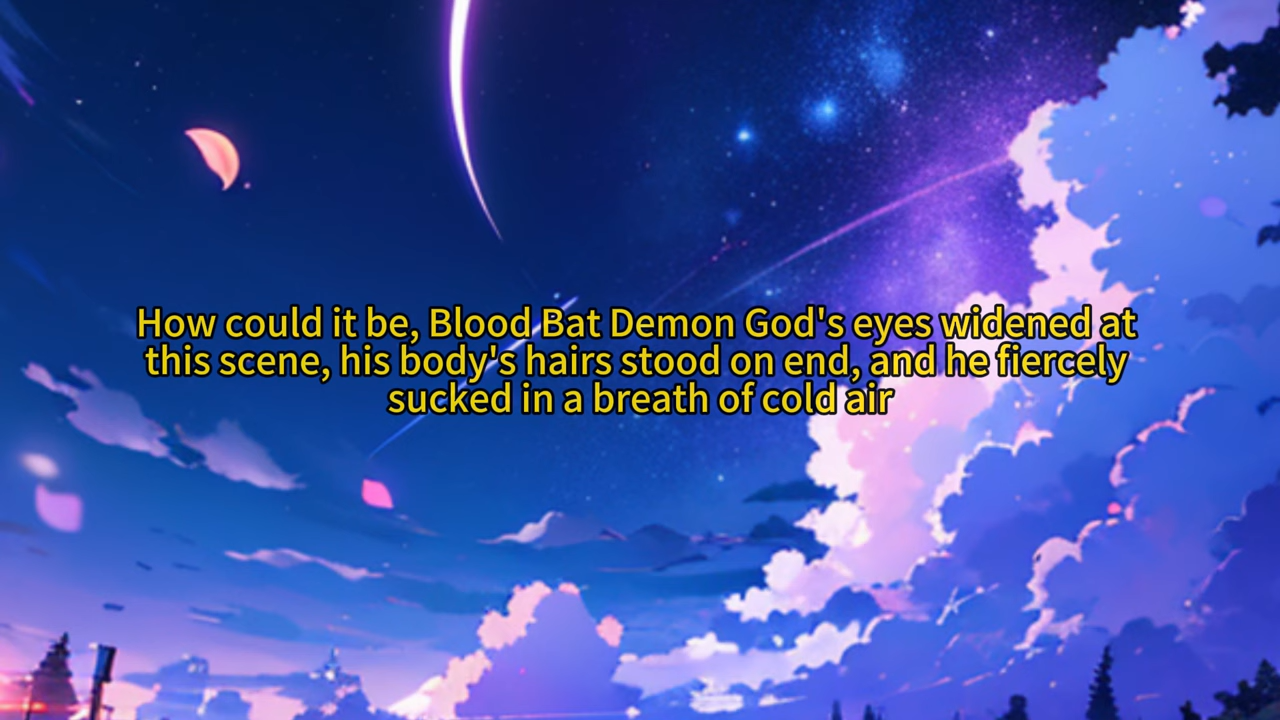 How could it be, Blood Bat Demon God's eyes widened at
this scene, his body's hairs stood on end, and he fiercely
sucked in a breath of cold air